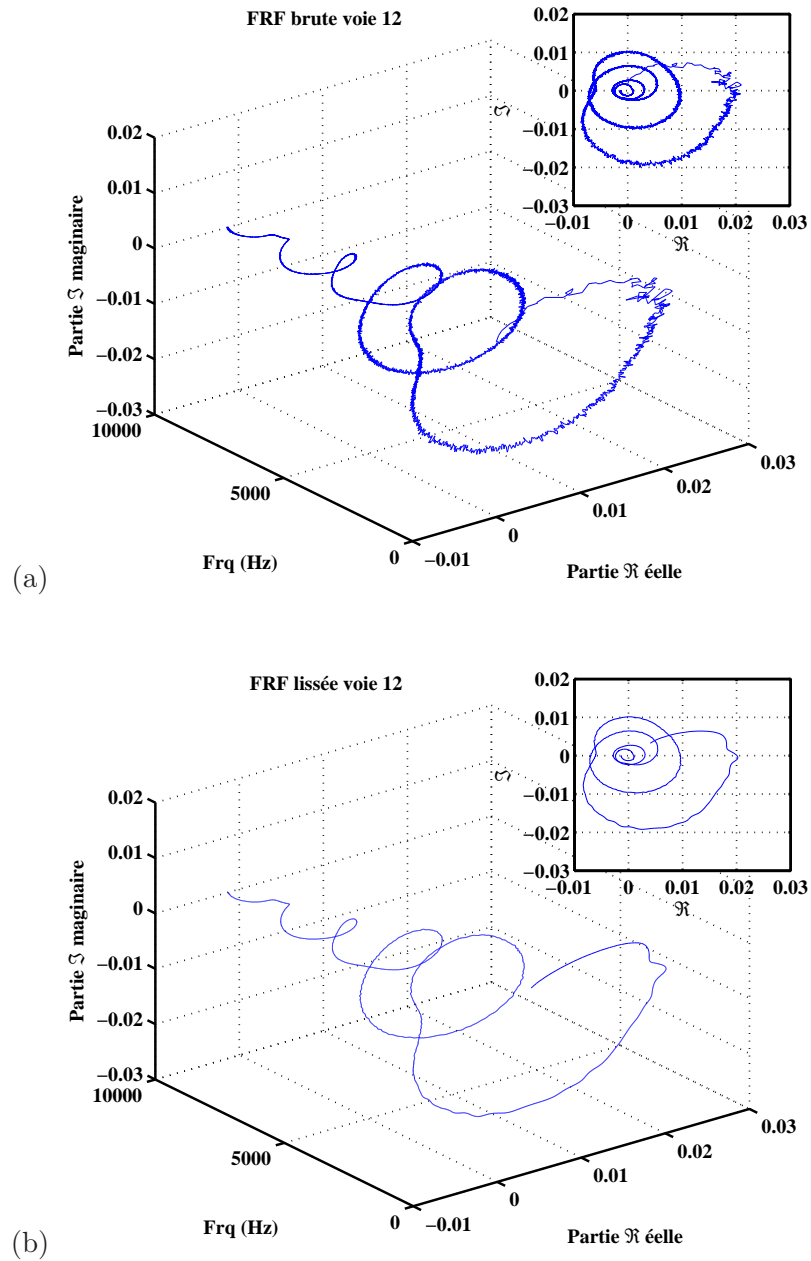 FRF brute voie 12
0.02
0.01
0
−0.01
−0.02
−0.03
−0.01 0 0.01 0.02 0.03
ℑ
ℜ
0.02
0.01
0
−0.01
−0.02
−0.03
Partie ℑ maginaire
10000
5000
0
Frq (Hz)
−0.01
0
0.01
0.02
0.03
Partie ℜ éelle
(a)
FRF lissée voie 12
0.02
0.01
0
−0.01
−0.02
−0.03
−0.01 0 0.01 0.02 0.03
ℑ
ℜ
0.02
0.01
0
−0.01
−0.02
−0.03
Partie ℑ maginaire
10000
5000
0
Frq (Hz)
−0.01
0
0.01
0.02
0.03
Partie ℜ éelle
(b)